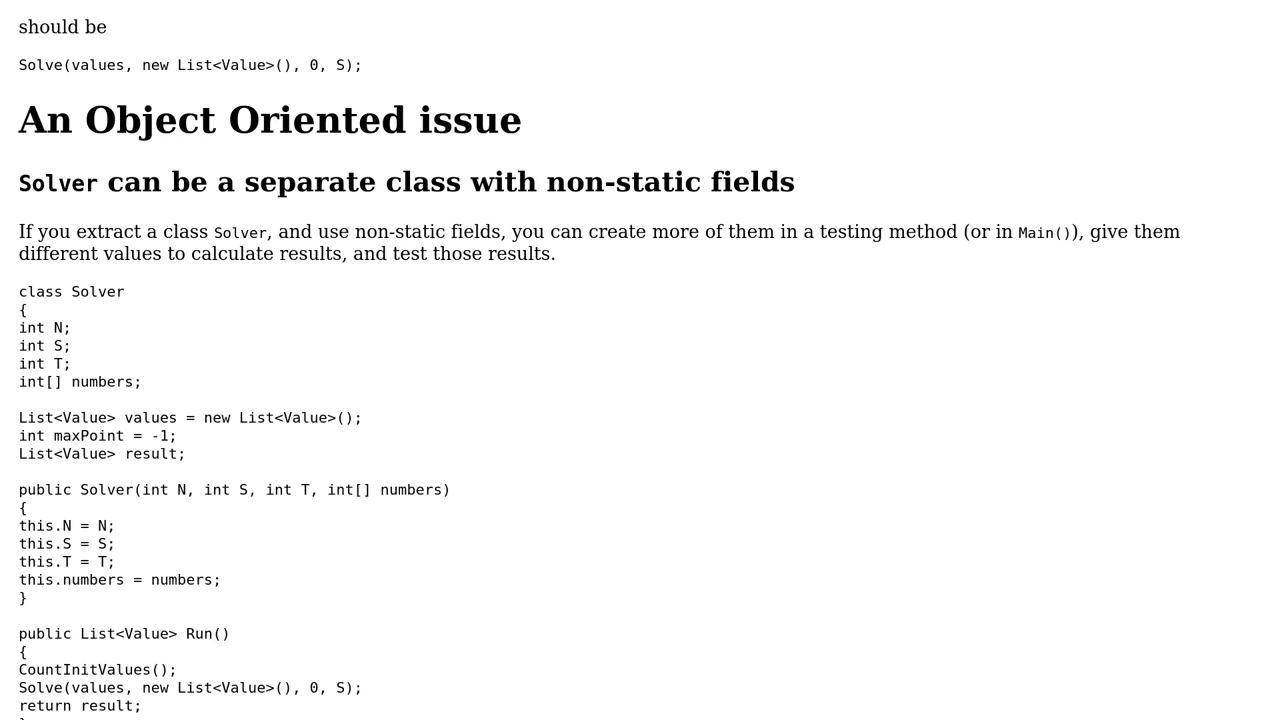 should be
Solve(values, new List<Value>(), 0, S);
An Object Oriented issue
Solver can be a separate class with non-static fields
If you extract a class Solver, and use non-static fields, you can create more of them in a testing method (or in Main()), give them
different values to calculate results, and test those results.
class Solver
{
int N;
int S;
int T;
int[] numbers;
List<Value> values = new List<Value>();
int maxPoint = -1;
List<Value> result;
public Solver(int N, int S, int T, int[] numbers)
{
this.N = N;
this.S = S;
this.T = T;
this.numbers = numbers;
}
public List<Value> Run()
{
CountInitValues();
Solve(values, new List<Value>(), 0, S);
return result;